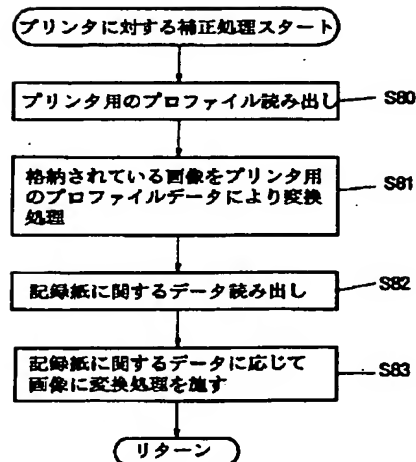 プリンタに対する補正処理スタート
プリンタ用のプロファイル読み出し
S80
格納されている画像をプリンタ用
のプロファイルデータにより変換
処理
S81
記録紙に関するデータ読み出し
S82
記録紙に関するデータに応じて
画像に変換処理を施す
S83
リターン